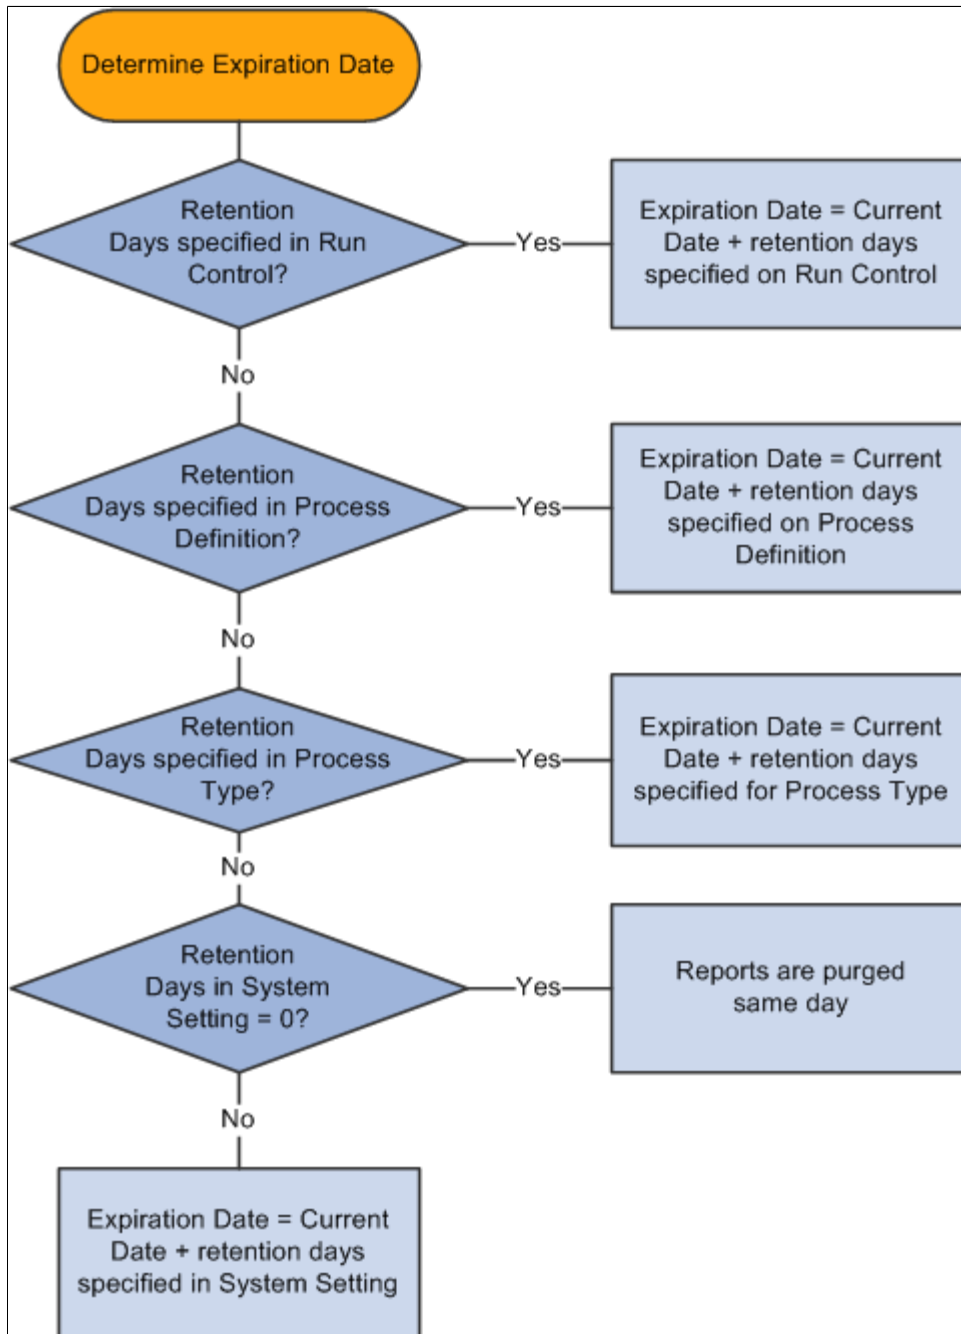 Determine Expiration Date
Retention
Days specified in Run
Control?
Yes
Expiration Date = Current
Date + retention days
specified on Run Control
No
Retention
Days specified in Process
Definition?
Yes
Expiration Date = Current
Date + retention days
specified on Process
Definition
No
Retention
Days specified in Process
Type?
Yes
Expiration Date = Current
Date + retention days
specified for Process Type
No
Retention
Days in System
Setting = 0?
Yes
Reports are purged
same day
No
Expiration Date = Current
Date + retention days
specified in System Setting